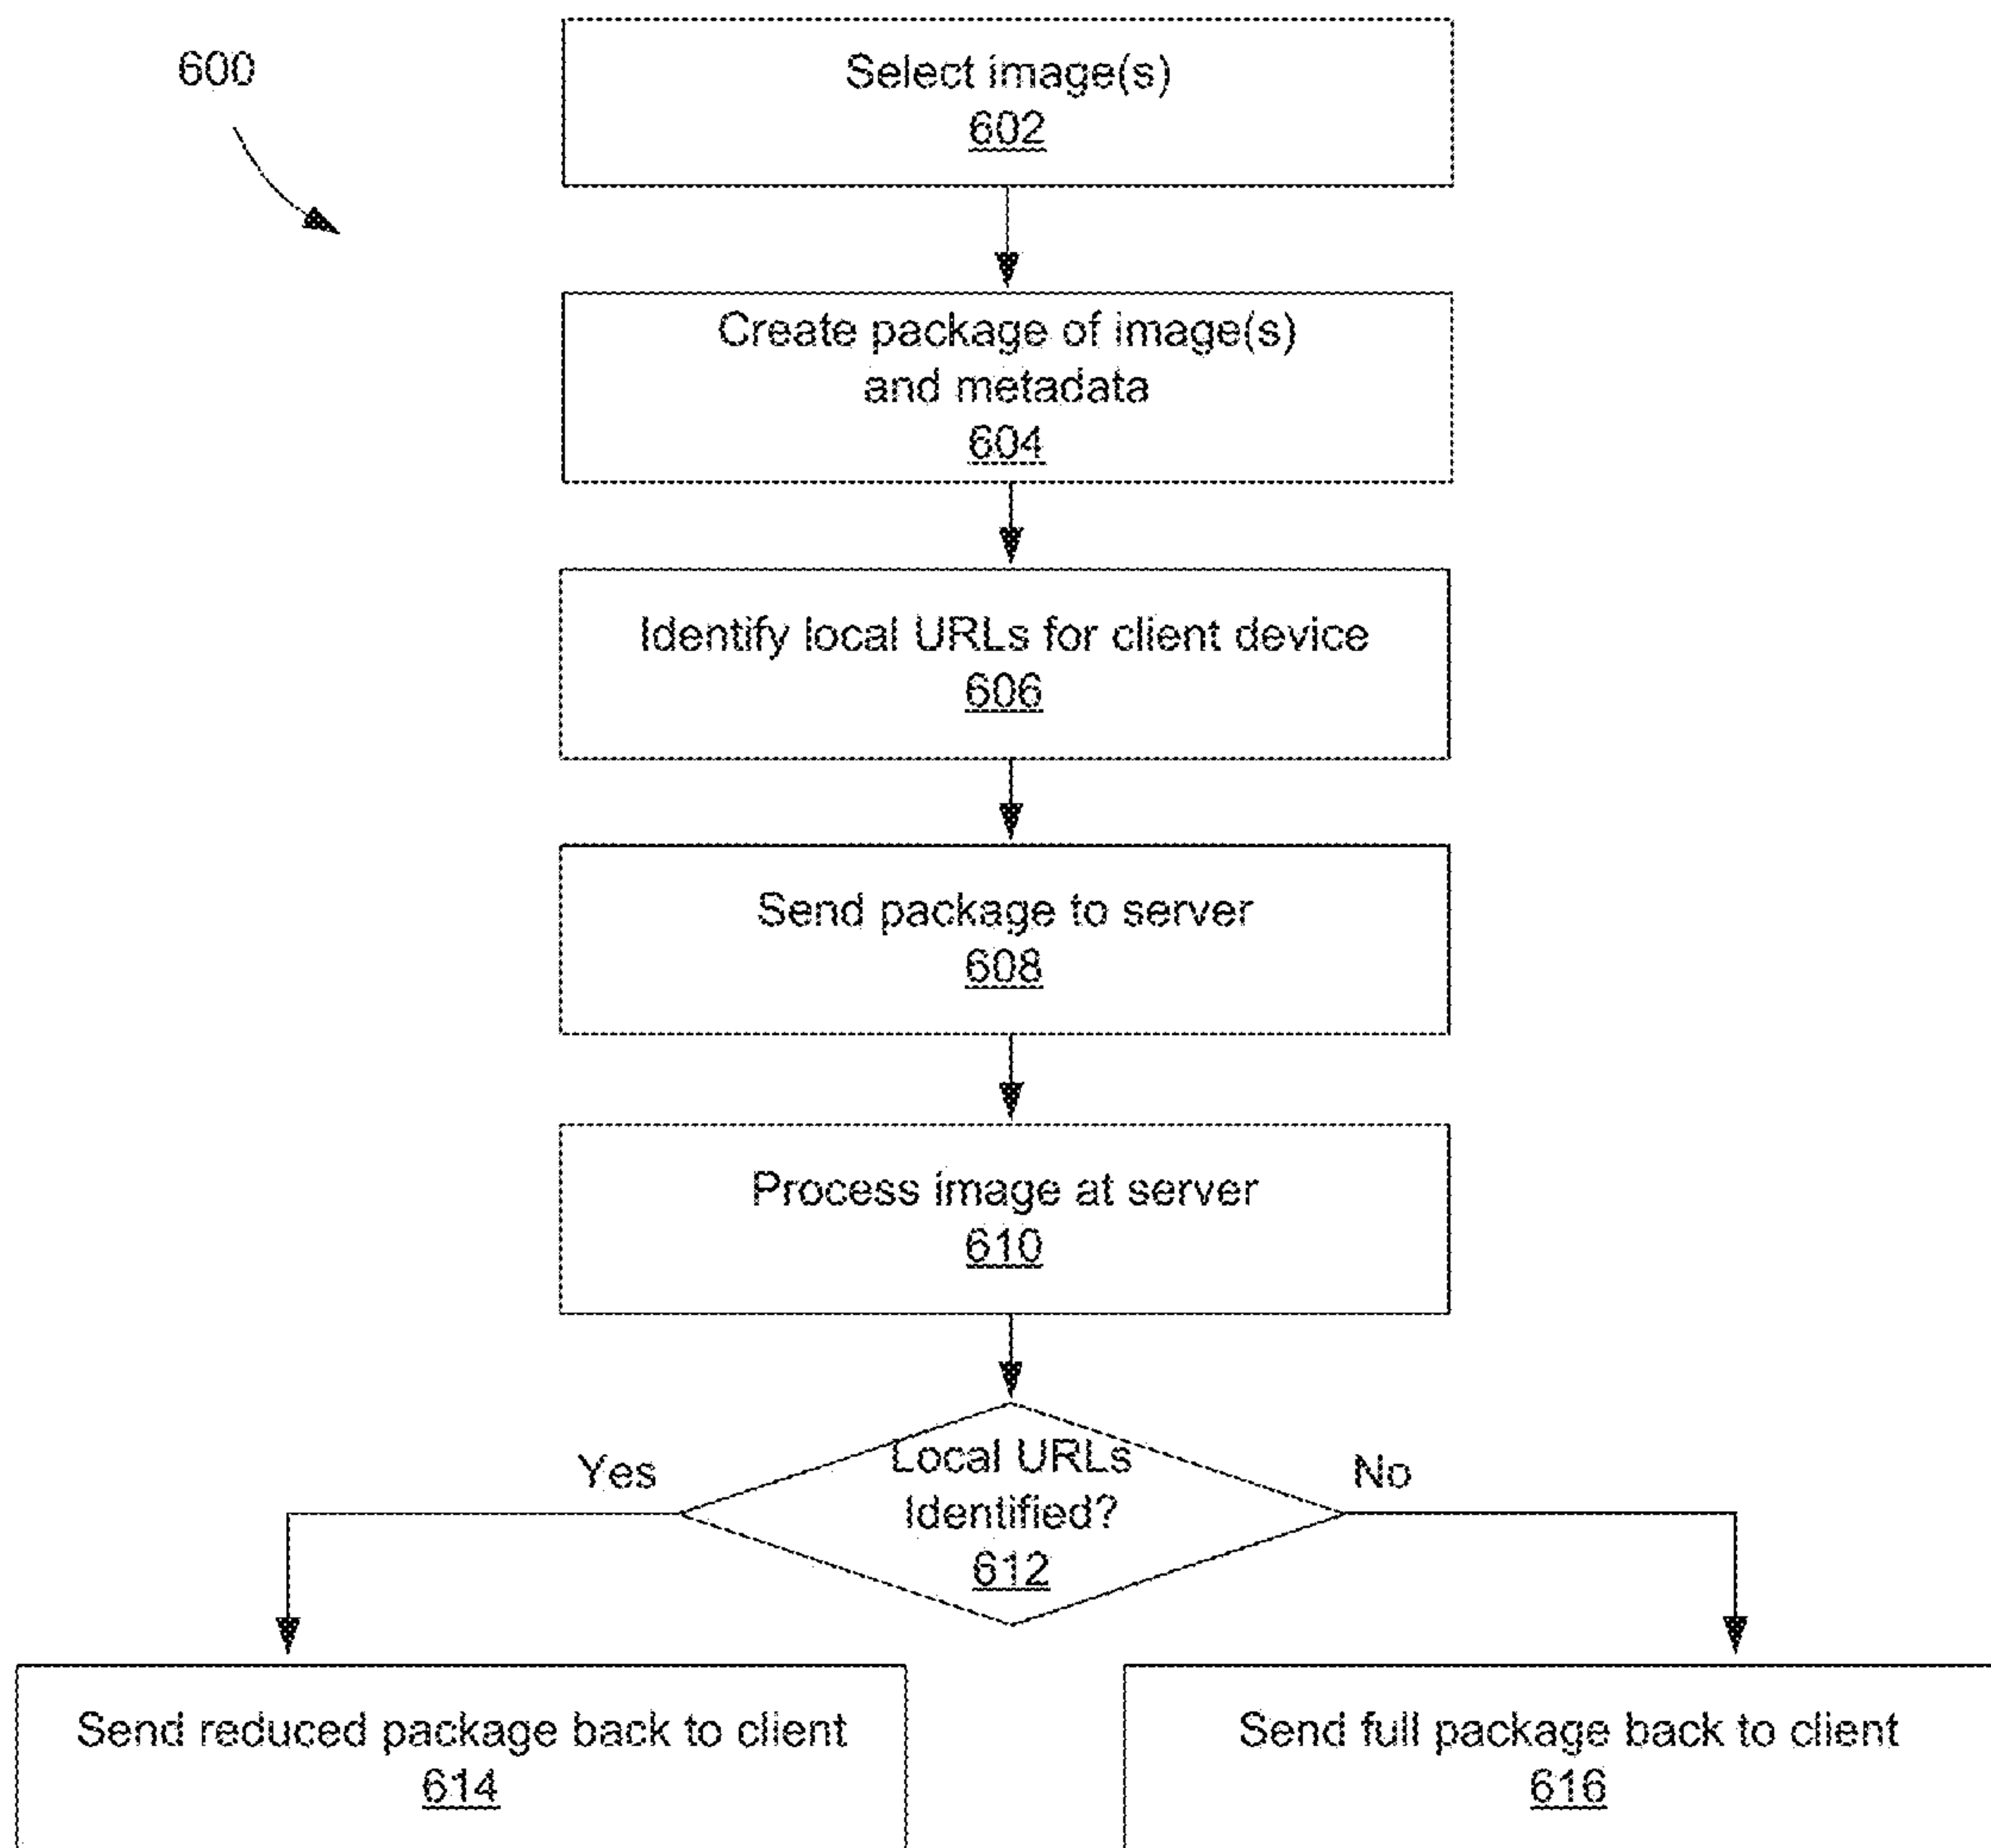 600
Select image(s)
602
Create package of image(s)
and metadata
604
Identify local URLs for client device
606
Send package to server
608
Process image at server
610
Local URLs
Identified?
612
Yes
No
Send reduced package back to client
614
Send full package back to client
616